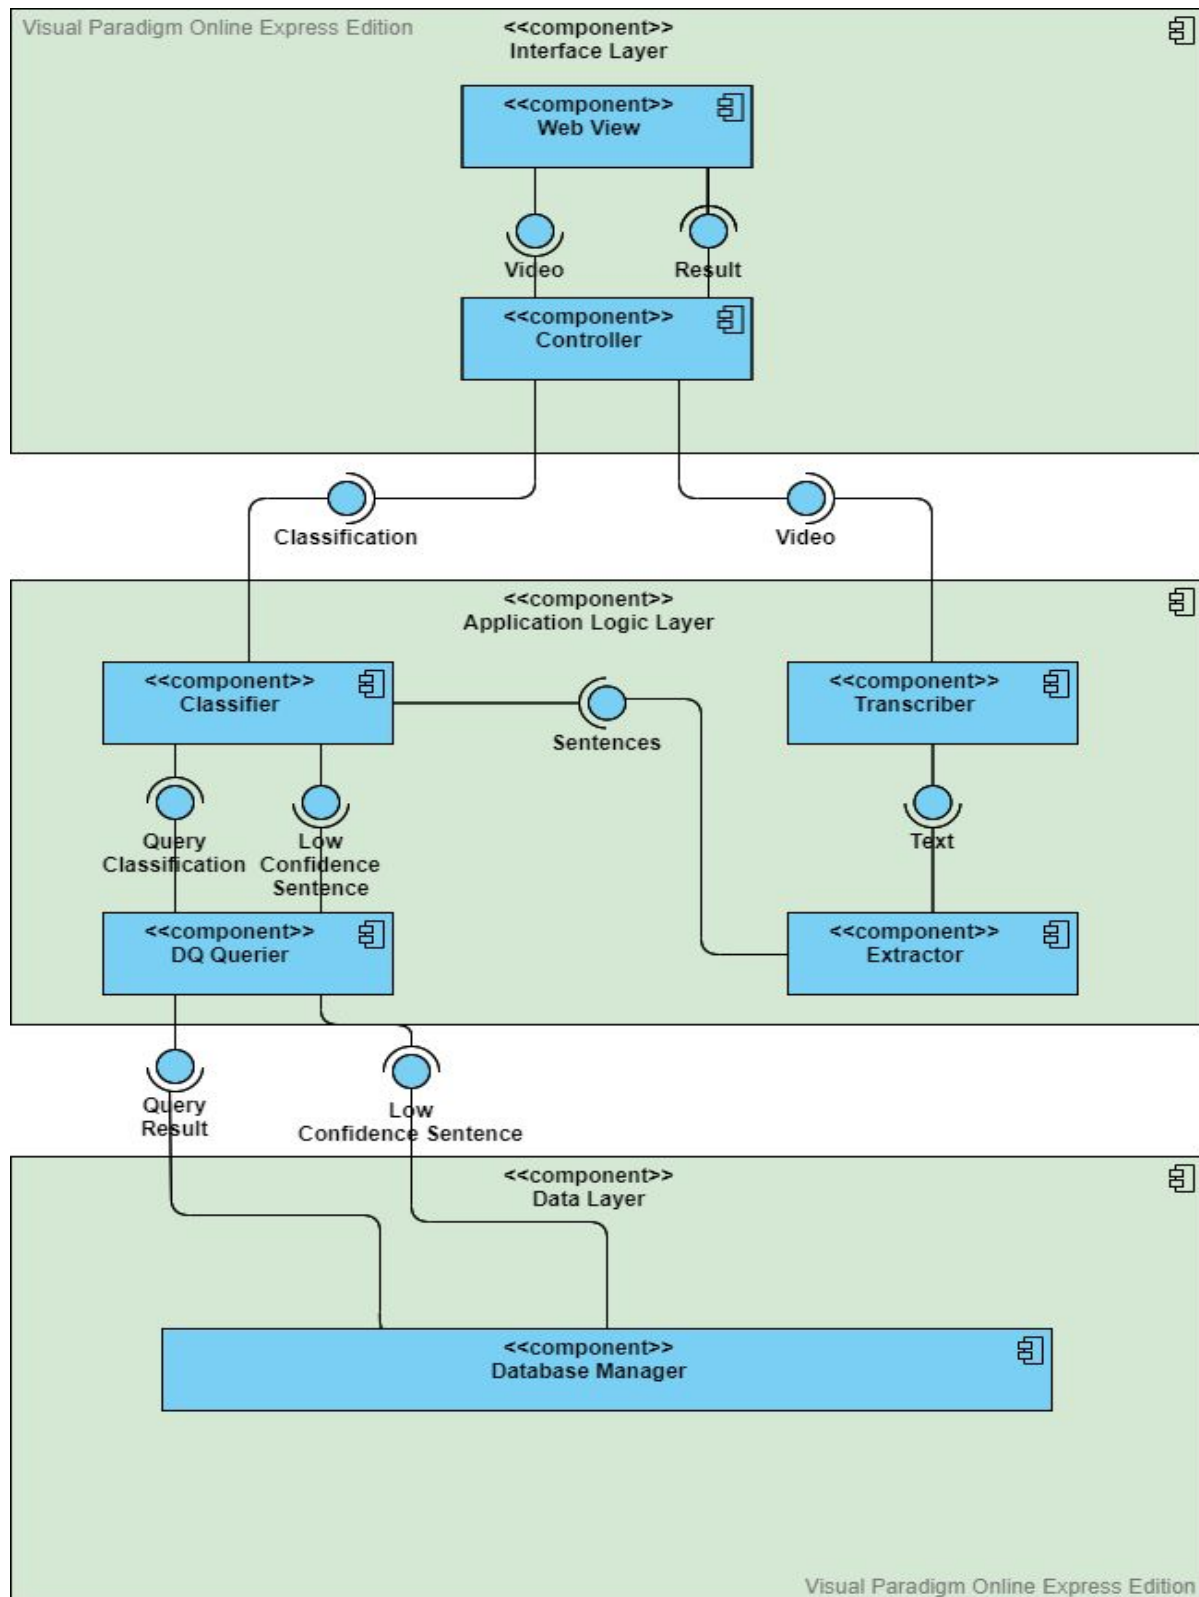 Visual Paradigm Online Express Edition
<<component>>
Interface Layer
<<component>>
Web View
Video
Result
<<component>>
Controller
Classification
Video
<<component>>
Application Logic Layer
<<component>>
Classifier
Sentences
<<component>>
Transcriber
Query
Classification
Low
Confidence
Sentence
Text
<<component>>
DQ Querier
<<component>>
Extractor
Query
Result
Low
Confidence Sentence
<<component>>
Data Layer
<<component>>
Database Manager
Visual Paradigm Online Express Edition